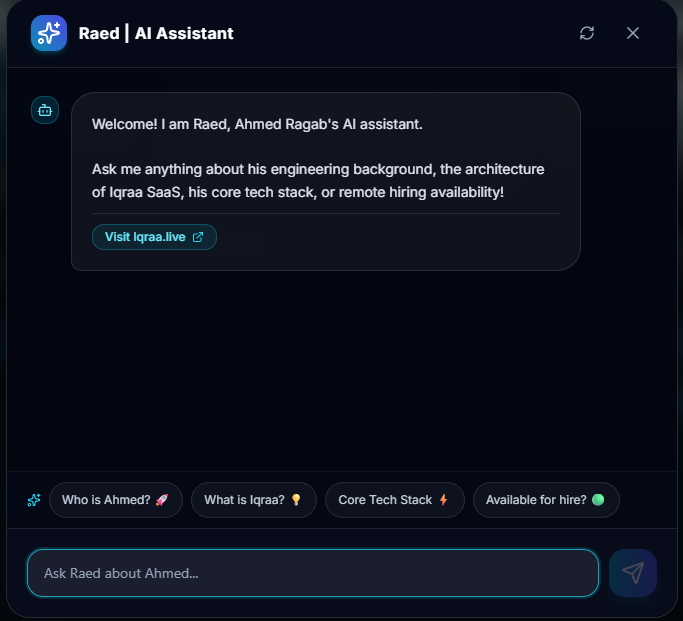 Raed | AI Assistant
Welcome! I am Raed, Ahmed Ragab's AI assistant.
Ask me anything about his engineering background, the architecture
of Iqraa SaaS, his core tech stack, or remote hiring availability!
Visit Iqraa.live
Who is Ahmed? 🚀 What is Iqraa? 💡 Core Tech Stack ⚡ Available for hire? 🟢
Ask Raed about Ahmed...